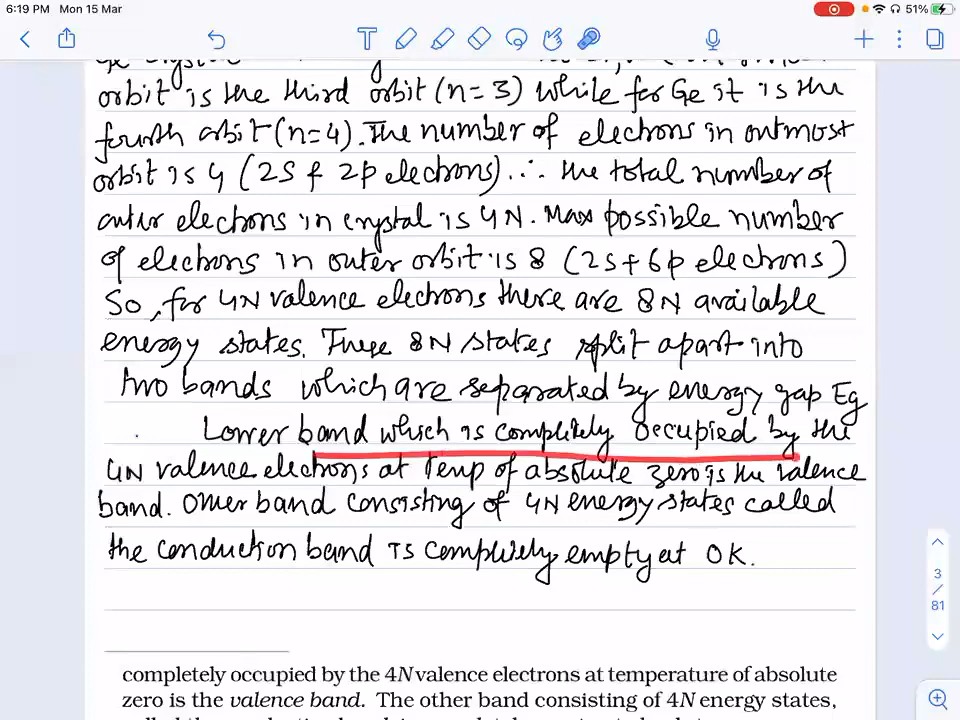 6:19 PM Mon 15 Mar
51%
orbit is the third orbit (n=3) while for Ge it is the
fourth orbit (n=4). The number of electrons in outmost
orbit is 4 (2s & 2p electrons) ∴ the total number of
outer electrons in crystal is 4N. Max possible number
of electrons in outer orbit is 8 (2s + 6p electrons)
So, for 4N valence electrons there are 8N available
energy states. These 8N states split apart into
two bands which are separated by energy gap Eg
Lower band which is completely occupied by the
4N valence electrons at temp of absolute zero is the valence
band. Other band consisting of 4N energy states called
the conduction band is completely empty at 0K.
completely occupied by the 4N valence electrons at temperature of absolute
zero is the valence band. The other band consisting of 4N energy states,
3
/
81